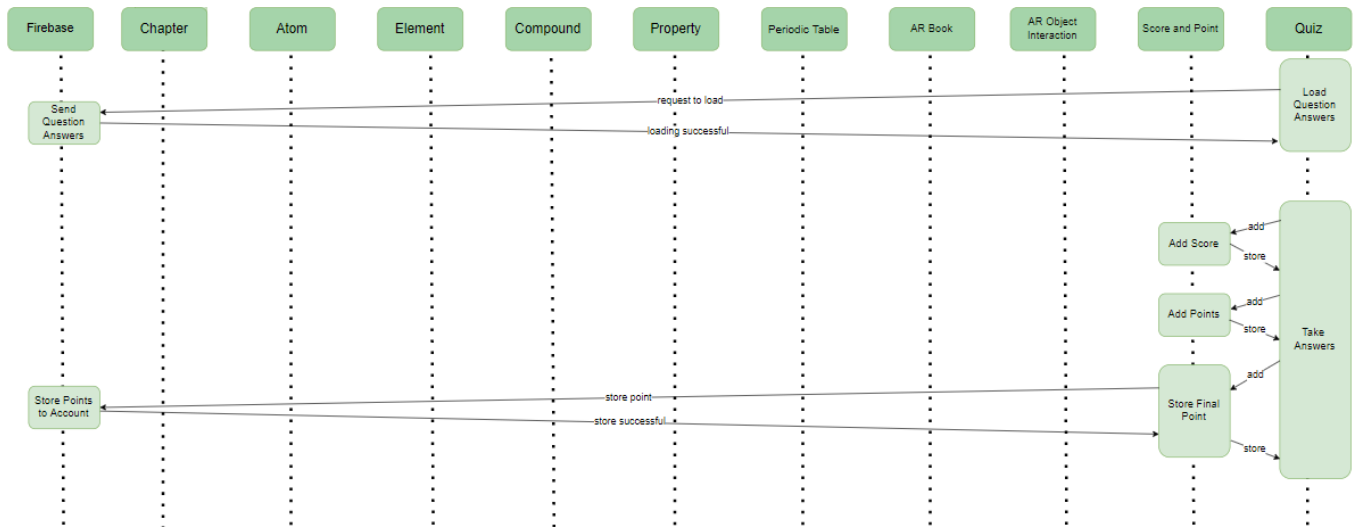 Firebase
Chapter
Atom
Element
Compound
Property
Periodic Table
AR Book
AR Object
Interaction
Score and Point
Quiz
request to load
Send
Question
Answers
Load
Question
Answers
loading successful
add
Add Score
store
add
Add Points
store
Take
Answers
add
store point
Store Points
to Account
Store Final
Point
store successful
store